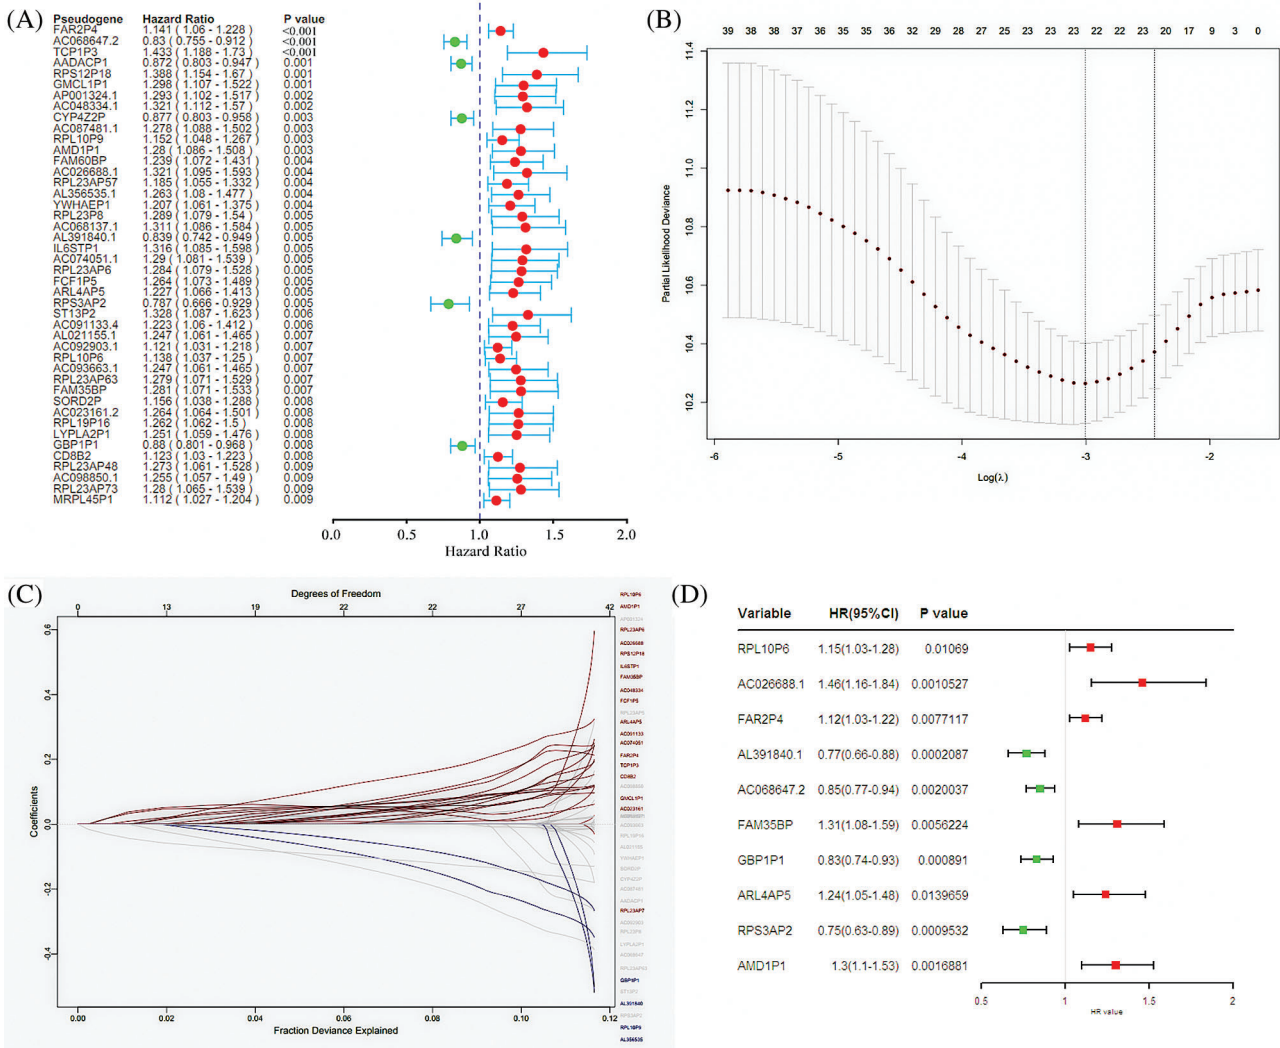 (A)
Pseudogene Hazard Ratio P value
FAR2P4 1.141 ( 1.06 - 1.228 ) <0.001
AC068647.2 0.83 ( 0.755 - 0.912 ) <0.001
TCP1P3 1.433 ( 1.188 - 1.73 ) <0.001
AADACP1 0.872 ( 0.803 - 0.947 ) 0.001
RPS12P18 1.388 ( 1.154 - 1.67 ) 0.001
GMCL1P1 1.298 ( 1.107 - 1.522 ) 0.001
AP001324.1 1.293 ( 1.102 - 1.517 ) 0.002
AC048334.1 1.321 ( 1.112 - 1.57 ) 0.002
CYP4Z2P 0.877 ( 0.803 - 0.958 ) 0.003
AC087481.1 1.278 ( 1.088 - 1.502 ) 0.003
RPL10P9 1.152 ( 1.048 - 1.267 ) 0.003
AMD1P1 1.28 ( 1.086 - 1.508 ) 0.003
FAM60BP 1.239 ( 1.072 - 1.431 ) 0.004
AC026688.1 1.321 ( 1.095 - 1.593 ) 0.004
RPL23AP57 1.185 ( 1.055 - 1.332 ) 0.004
AL356535.1 1.263 ( 1.08 - 1.477 ) 0.004
YWHAEP1 1.207 ( 1.061 - 1.375 ) 0.004
RPL23P8 1.289 ( 1.079 - 1.54 ) 0.005
AC068137.1 1.311 ( 1.086 - 1.584 ) 0.005
AL391840.1 0.839 ( 0.742 - 0.949 ) 0.005
IL6STP1 1.316 ( 1.085 - 1.598 ) 0.005
AC074051.1 1.29 ( 1.081 - 1.539 ) 0.005
RPL23AP6 1.284 ( 1.079 - 1.528 ) 0.005
FCF1P5 1.264 ( 1.073 - 1.489 ) 0.005
ARL4AP5 1.227 ( 1.066 - 1.413 ) 0.005
RPS3AP2 0.787 ( 0.666 - 0.929 ) 0.005
ST13P2 1.328 ( 1.087 - 1.623 ) 0.006
AC091133.4 1.223 ( 1.06 - 1.412 ) 0.006
AL021155.1 1.247 ( 1.061 - 1.465 ) 0.007
AC092903.1 1.121 ( 1.031 - 1.218 ) 0.007
RPL10P6 1.138 ( 1.037 - 1.25 ) 0.007
AC093663.1 1.247 ( 1.061 - 1.465 ) 0.007
RPL23AP63 1.279 ( 1.071 - 1.529 ) 0.007
FAM35BP 1.281 ( 1.071 - 1.533 ) 0.007
SORD2P 1.156 ( 1.038 - 1.288 ) 0.008
AC023161.2 1.264 ( 1.064 - 1.501 ) 0.008
RPL19P16 1.262 ( 1.062 - 1.5 ) 0.008
LYPLA2P1 1.251 ( 1.059 - 1.476 ) 0.008
GBP1P1 0.88 ( 0.801 - 0.968 ) 0.008
CD8B2 1.123 ( 1.03 - 1.223 ) 0.008
RPL23AP48 1.273 ( 1.061 - 1.528 ) 0.009
AC098850.1 1.255 ( 1.057 - 1.49 ) 0.009
RPL23AP73 1.28 ( 1.065 - 1.539 ) 0.009
MRPL45P1 1.112 ( 1.027 - 1.204 ) 0.009
0.0 0.5 1.0 1.5 2.0
Hazard Ratio
(B)
39 38 38 37 36 35 35 36 32 29 28 27 25 23 23 23 22 22 23 20 17 9 3 0
11.4
11.2
11.0
10.8
10.6
10.4
10.2
Partial Likelihood Deviance
-6 -5 -4 -3 -2
Log(λ)
(C)
Degrees of Freedom
0 13 19 22 22 27 42
0.6
0.4
0.2
0.0
-0.2
-0.4
Coefficients
0.00 0.02 0.04 0.06 0.08 0.10 0.12
Fraction Deviance Explained
RPL10P6
AMD1P1
RPL23AP6
AC026688
RPS12P18
IL6STP1
FAM35BP
AC048334
FCF1P5
ARL4AP5
AC091133
AC074051
FAR2P4
TCP1P3
CD8B2
GMCL1P1
AC023161
YWHAEP1
SORD2P
CYP4Z2P
AC087481
AADACP1
RPL23AP7
RPL23P8
LYPLA2P1
GBP1P1
ST13P2
AL391840
RPS3AP2
RPL10P9
AL356535
(D)
Variable HR(95%CI) P value
RPL10P6 1.15(1.03-1.28) 0.01069
AC026688.1 1.46(1.16-1.84) 0.0010527
FAR2P4 1.12(1.03-1.22) 0.0077117
AL391840.1 0.77(0.66-0.88) 0.0002087
AC068647.2 0.85(0.77-0.94) 0.0020037
FAM35BP 1.31(1.08-1.59) 0.0056224
GBP1P1 0.83(0.74-0.93) 0.000891
ARL4AP5 1.24(1.05-1.48) 0.0139659
RPS3AP2 0.75(0.63-0.89) 0.0009532
AMD1P1 1.3(1.1-1.53) 0.0016881
0.5 1 1.5 2
HR value